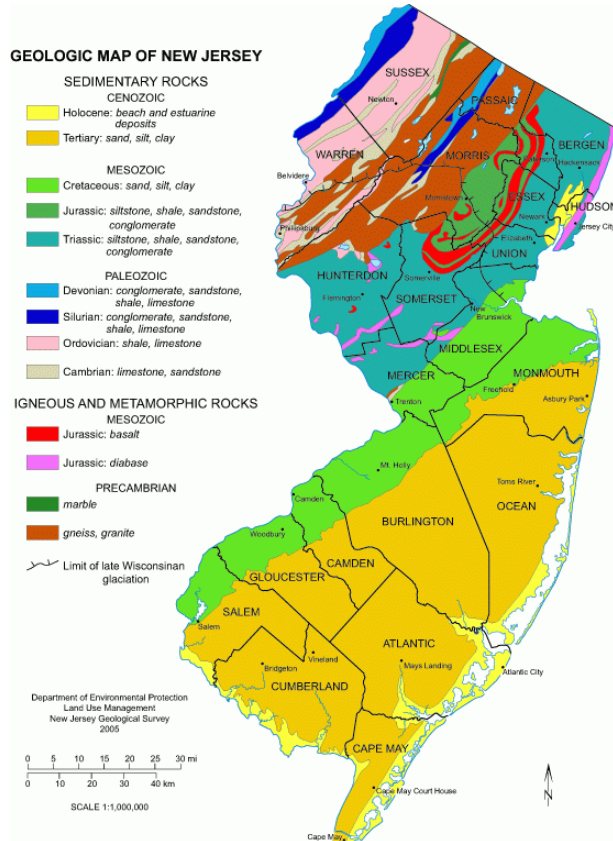 GEOLOGIC MAP OF NEW JERSEY
SEDIMENTARY ROCKS
CENOZOIC
Holocene: beach and estuarine
deposits
Tertiary: sand, silt, clay
MESOZOIC
Cretaceous: sand, silt, clay
Jurassic: siltstone, shale, sandstone,
conglomerate
Triassic: siltstone, shale, sandstone,
conglomerate
PALEOZOIC
Devonian: conglomerate, sandstone,
shale, limestone
Silurian: conglomerate, sandstone,
shale, limestone
Ordovician: shale, limestone
Cambrian: limestone, sandstone
IGNEOUS AND METAMORPHIC ROCKS
MESOZOIC
Jurassic: basalt
Jurassic: diabase
PRECAMBRIAN
marble
gneiss, granite
Limit of late Wisconsinan
glaciation
Department of Environmental Protection
Land Use Management
New Jersey Geological Survey
2005
0 5 10 15 20 25 30 mi
0 10 20 30 40 km
SCALE 1:1,000,000
N
SUSSEX
Newton
PASSAIC
BERGEN
WARREN
MORRIS
Paterson
Hackensack
Belvidere
Morristown
ESSEX
HUDSON
Newark
Jersey City
Phillipsburg
Elizabeth
UNION
HUNTERDON
Somerville
Flemington
SOMERSET
New
Brunswick
MIDDLESEX
MERCER
MONMOUTH
Freehold
Trenton
Asbury Park
Mt. Holly
Toms River
Camden
OCEAN
BURLINGTON
Woodbury
CAMDEN
GLOUCESTER
SALEM
Salem
ATLANTIC
Vineland
Bridgeton
Mays Landing
Atlantic City
CUMBERLAND
CAPE MAY
Cape May Court House
Cape May